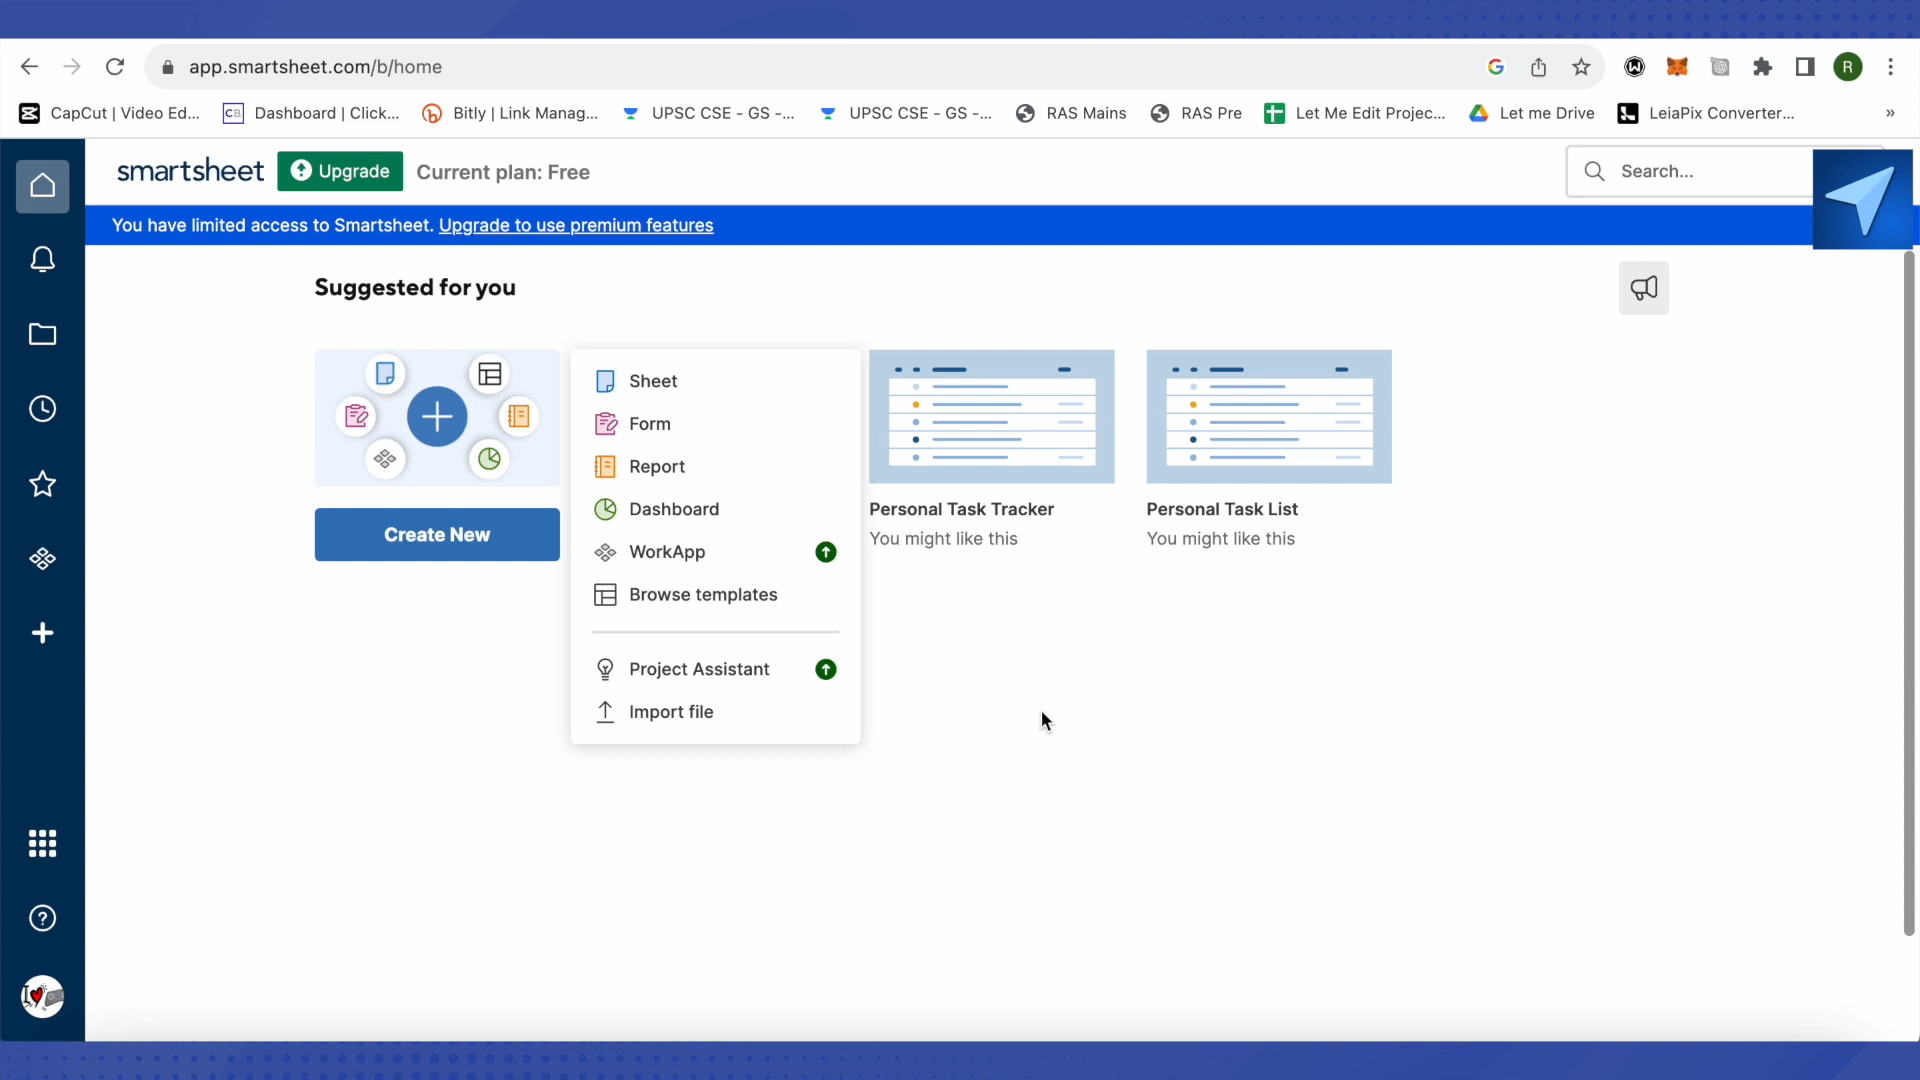 app.smartsheet.com/b/home
R
CapCut | Video Ed...
CB Dashboard | Click...
Bitly | Link Manag...
UPSC CSE - GS -...
UPSC CSE - GS -...
RAS Mains
RAS Pre
Let Me Edit Projec...
Let me Drive
LeiaPix Converter...
»
smartsheet
Upgrade
Current plan: Free
Search...
You have limited access to Smartsheet. Upgrade to use premium features
Suggested for you
Create New
Sheet
Form
Report
Dashboard
WorkApp
Browse templates
Project Assistant
Import file
Personal Task Tracker
You might like this
Personal Task List
You might like this